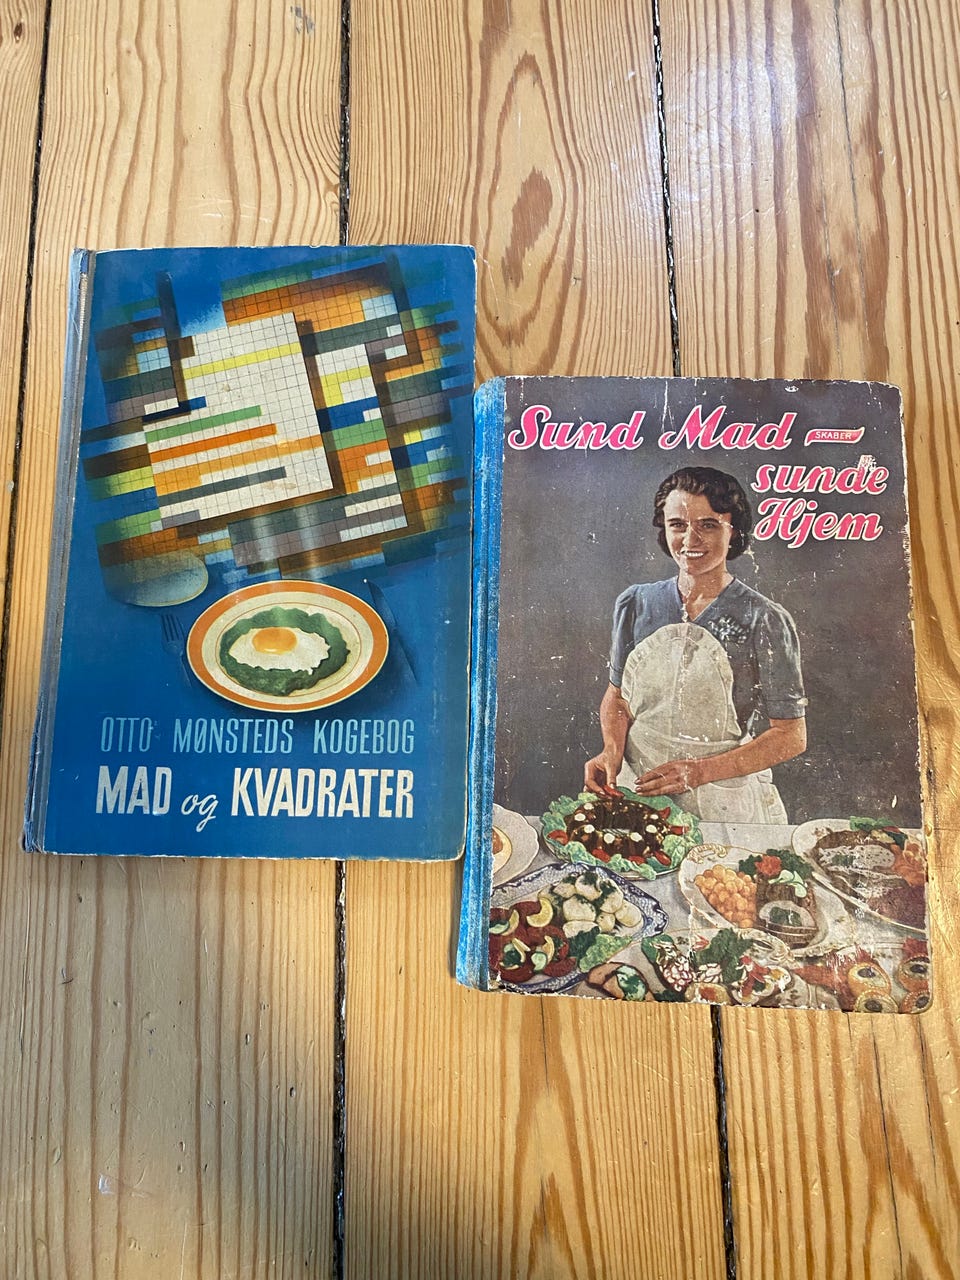 OTTO MØNSTEDS KOGEBOG
MAD og KVADRATER
Sund Mad SKABER
sunde
Hjem